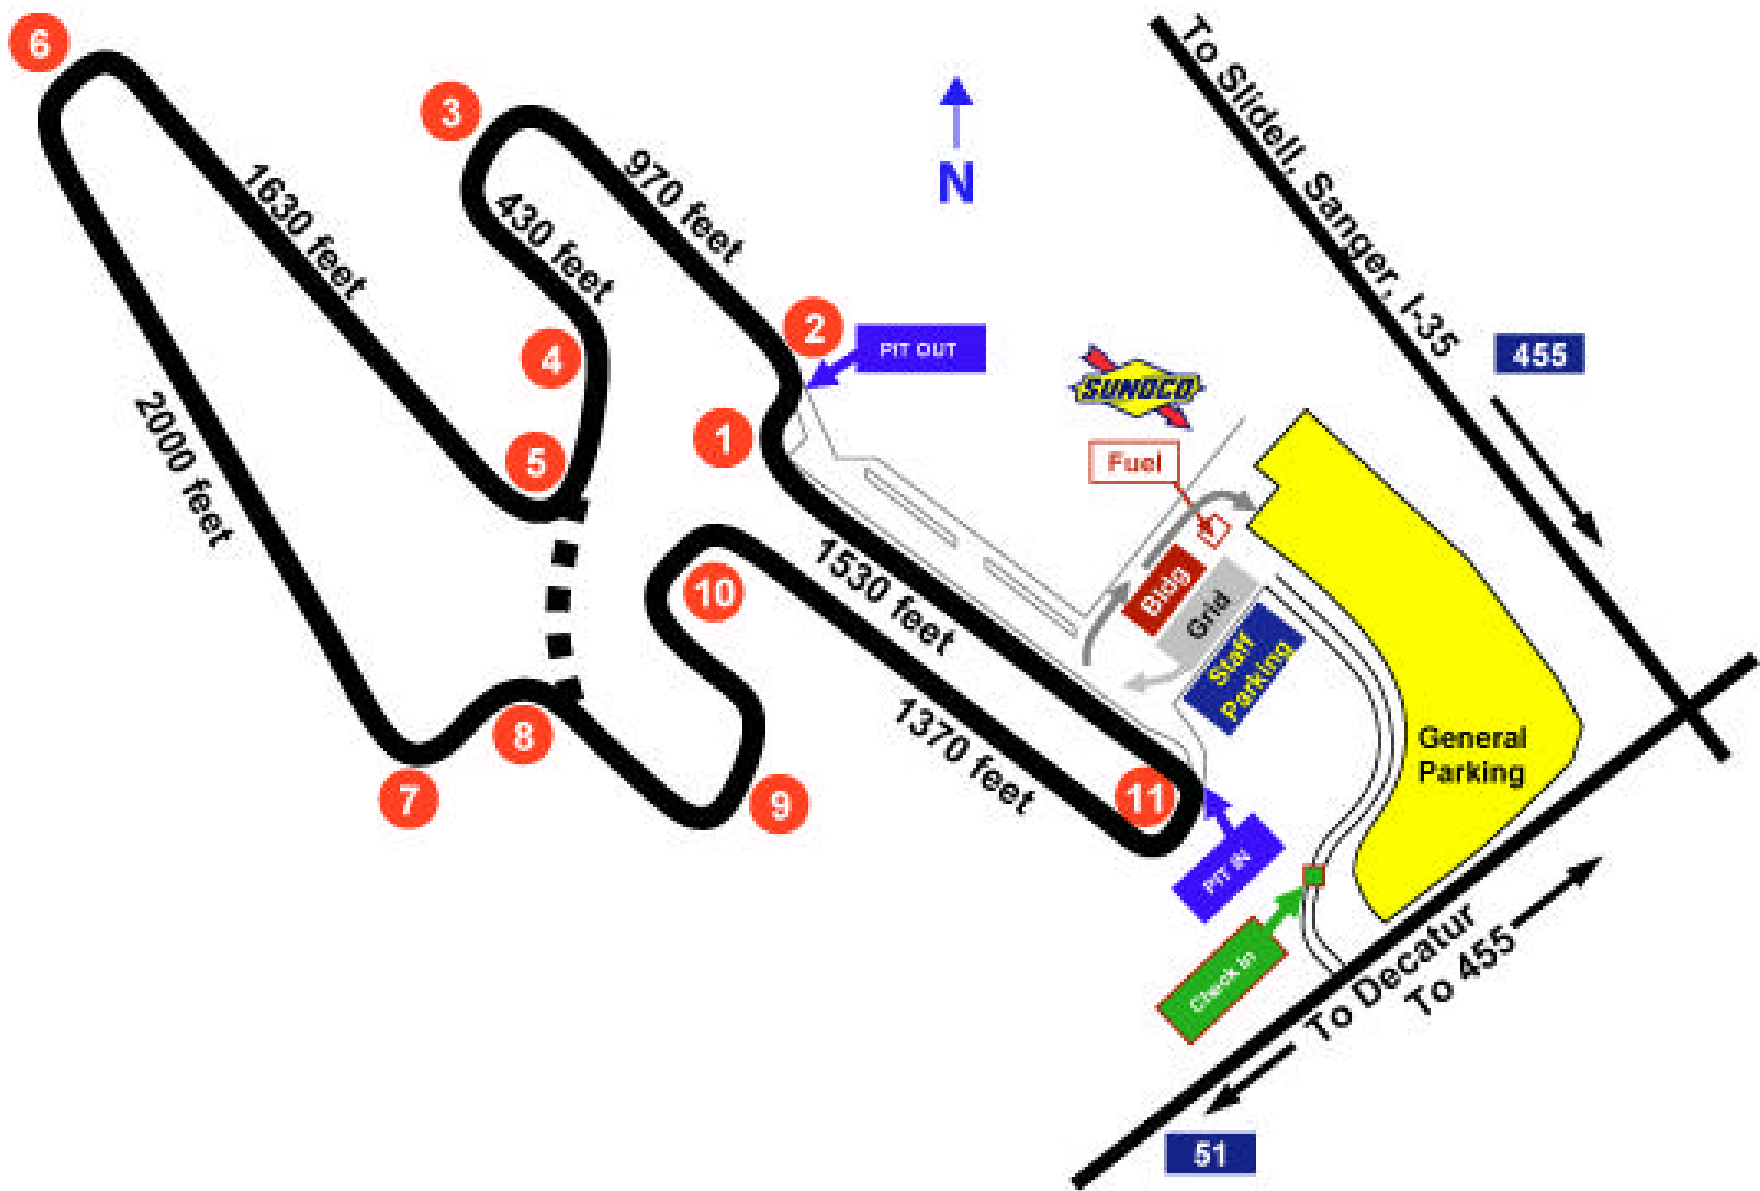 6
3
To Slidell, Sanger, I-35
N
970 feet
1630 feet
430 feet
2
PIT OUT
4
455
SUNOCO
1
5
Fuel
2000 feet
1530 feet
10
Bldg
Grid
Staff
Parking
1370 feet
8
General
Parking
7
9
11
PIT IN
Check In
To Decatur
To 455
51